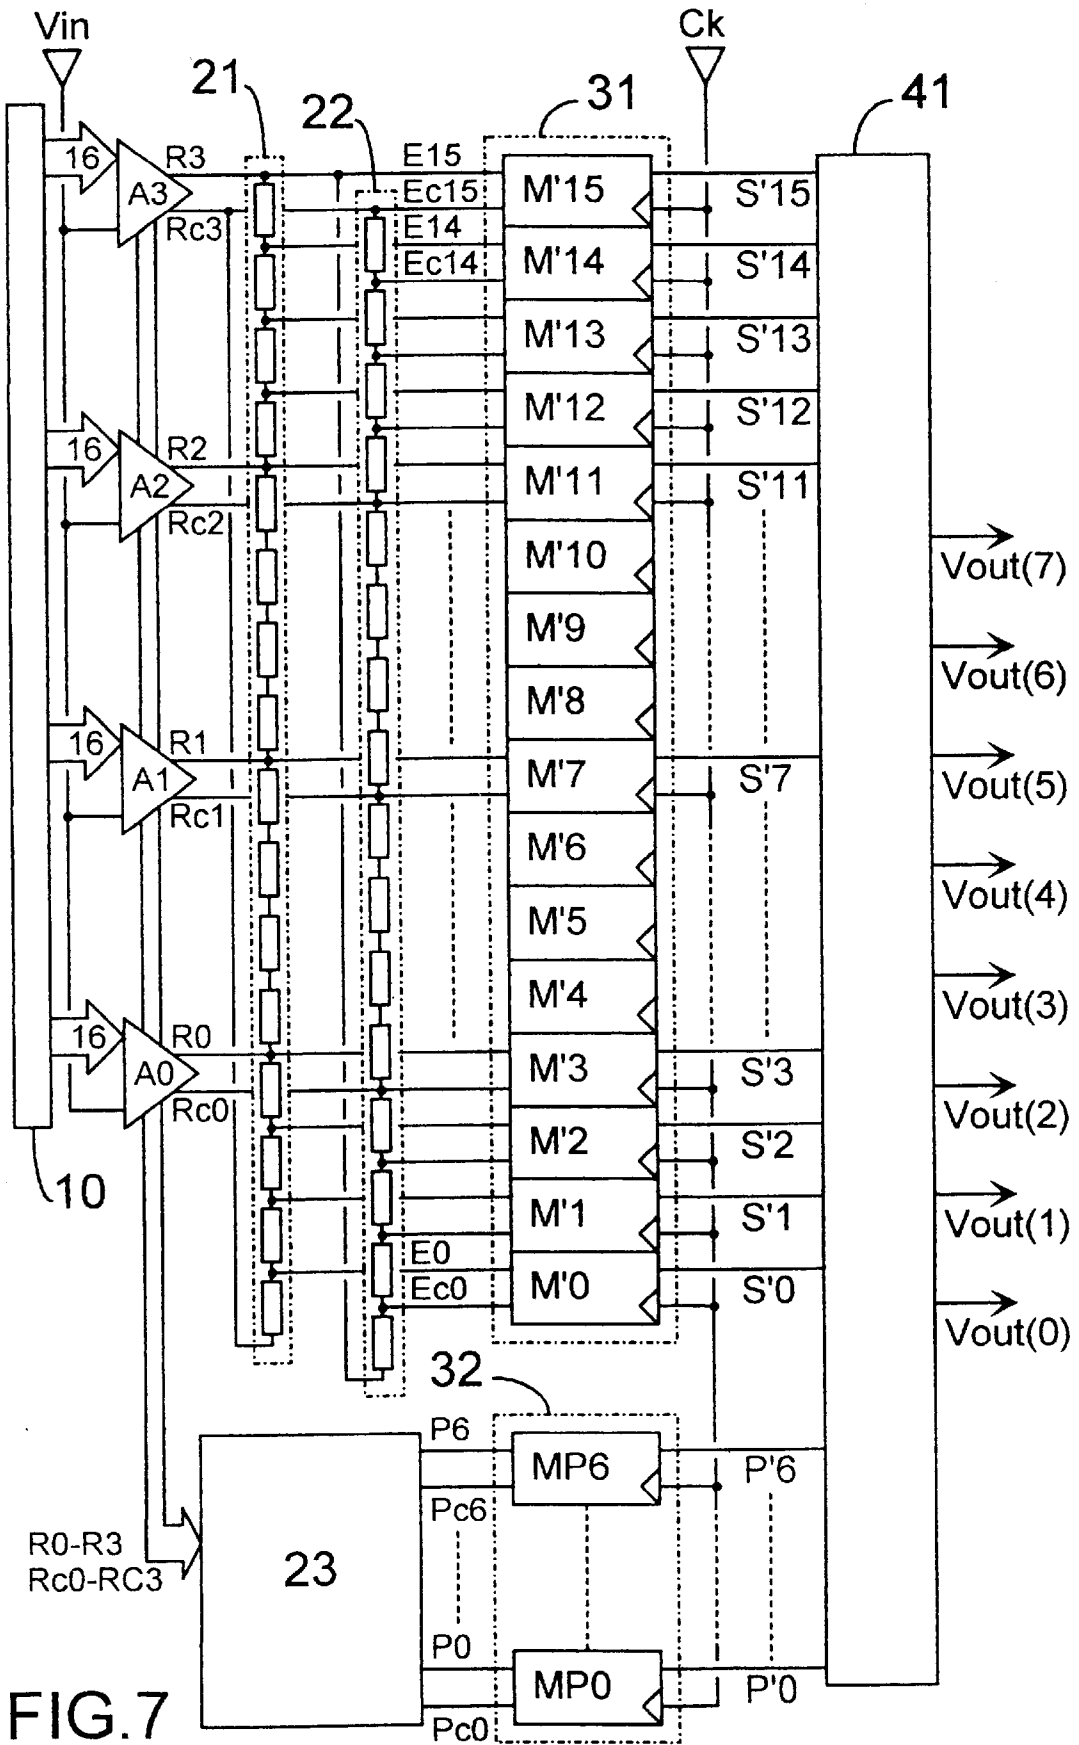 Vin
Ck
21
22
31
41
16
A3
R3
Rc3
E15
Ec15
E14
Ec14
M'15
M'14
M'13
M'12
M'11
M'10
M'9
M'8
M'7
M'6
M'5
M'4
M'3
M'2
M'1
M'0
S'15
S'14
S'13
S'12
S'11
S'7
S'3
S'2
S'1
S'0
16
A2
R2
Rc2
16
A1
R1
Rc1
16
A0
R0
Rc0
10
E0
Ec0
Vout(7)
Vout(6)
Vout(5)
Vout(4)
Vout(3)
Vout(2)
Vout(1)
Vout(0)
32
P6
Pc6
MP6
P'6
R0-R3
Rc0-RC3
23
P0
Pc0
MP0
P'0
FIG.7